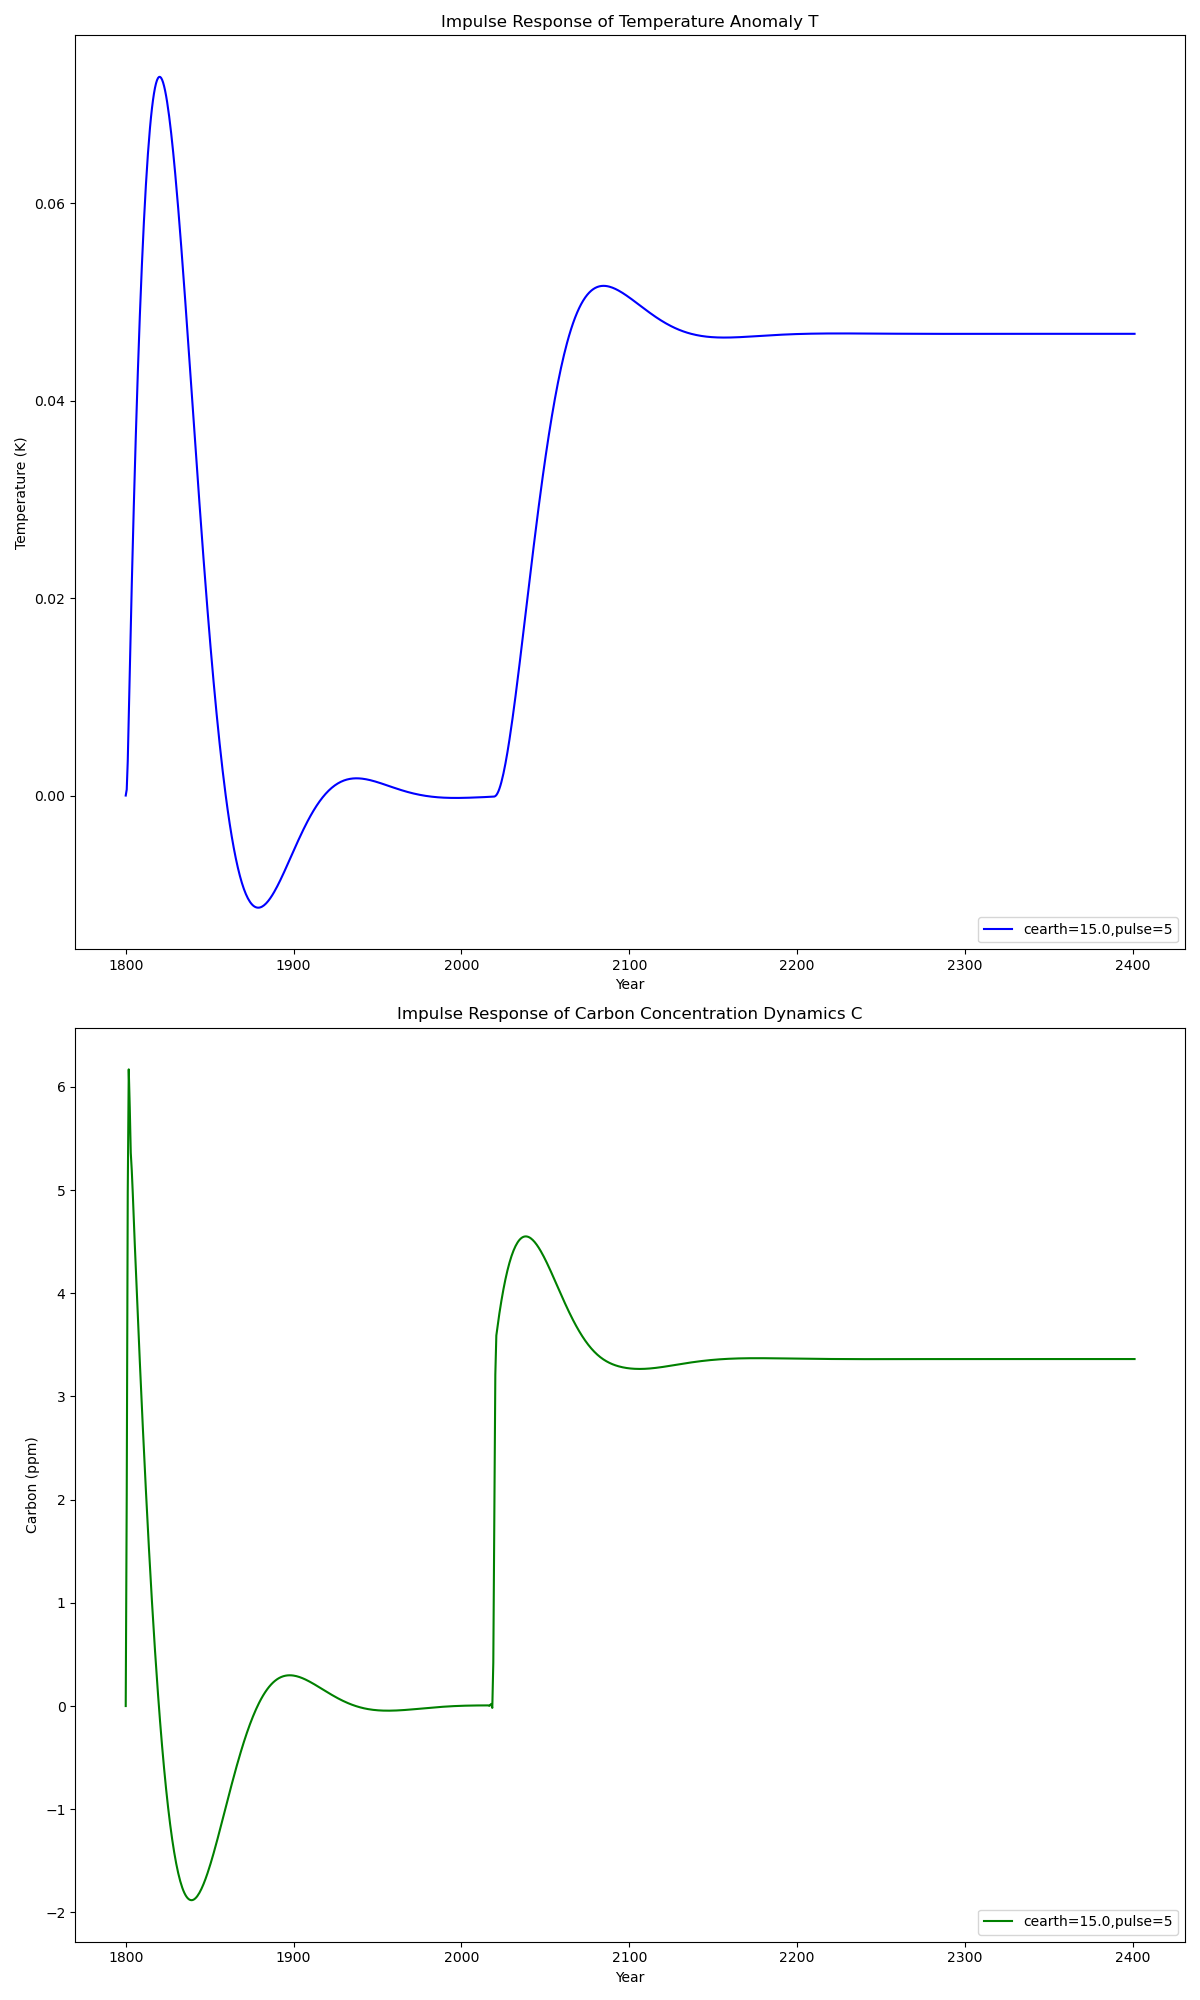 Impulse Response of Temperature Anomaly T
Temperature (K)
0.06
0.04
0.02
0.00
cearth=15.0,pulse=5
1800 1900 2000 2100 2200 2300 2400
Year
Impulse Response of Carbon Concentration Dynamics C
Carbon (ppm)
6
5
4
3
2
1
0
−1
−2
cearth=15.0,pulse=5
1800 1900 2000 2100 2200 2300 2400
Year